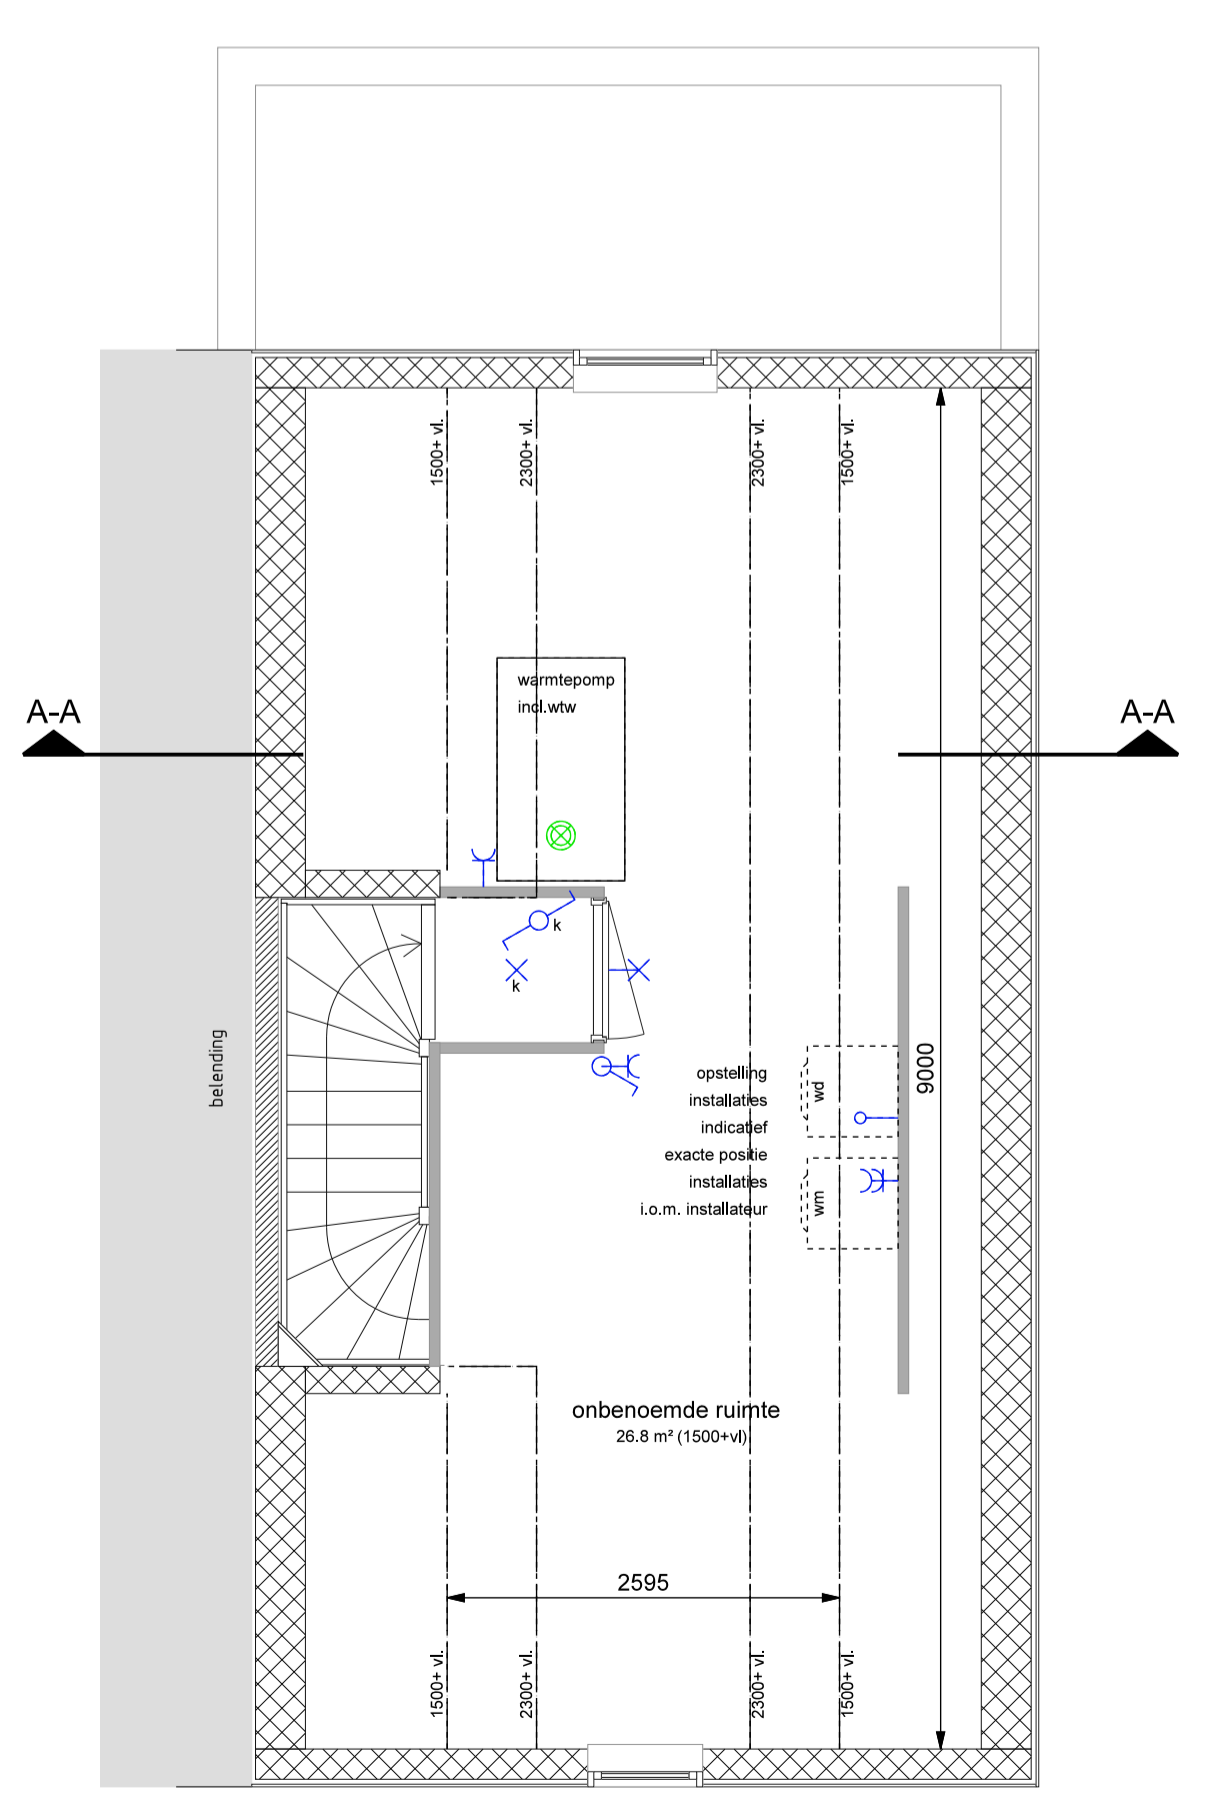 1500+ vl.
2300+ vl.
2300+ vl.
1500+ vl.
warmtepomp
incl.wtw
A-A
A-A
k
k
belending
opstelling
installaties
indicatief
exacte positie
installaties
i.o.m. installateur
wd
wm
9000
onbenoemde ruimte
26.8 m² (1500+vl)
2595
1500+ vl.
2300+ vl.
2300+ vl.
1500+ vl.